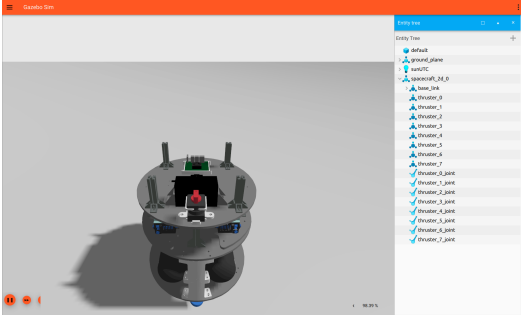 Gazebo Sim
Entity tree
Entity Tree
default
ground_plane
sunUTC
spacecraft_2d_0
base_link
thruster_0
thruster_1
thruster_2
thruster_3
thruster_4
thruster_5
thruster_6
thruster_7
thruster_0_joint
thruster_1_joint
thruster_2_joint
thruster_3_joint
thruster_4_joint
thruster_5_joint
thruster_6_joint
thruster_7_joint
98.39 %